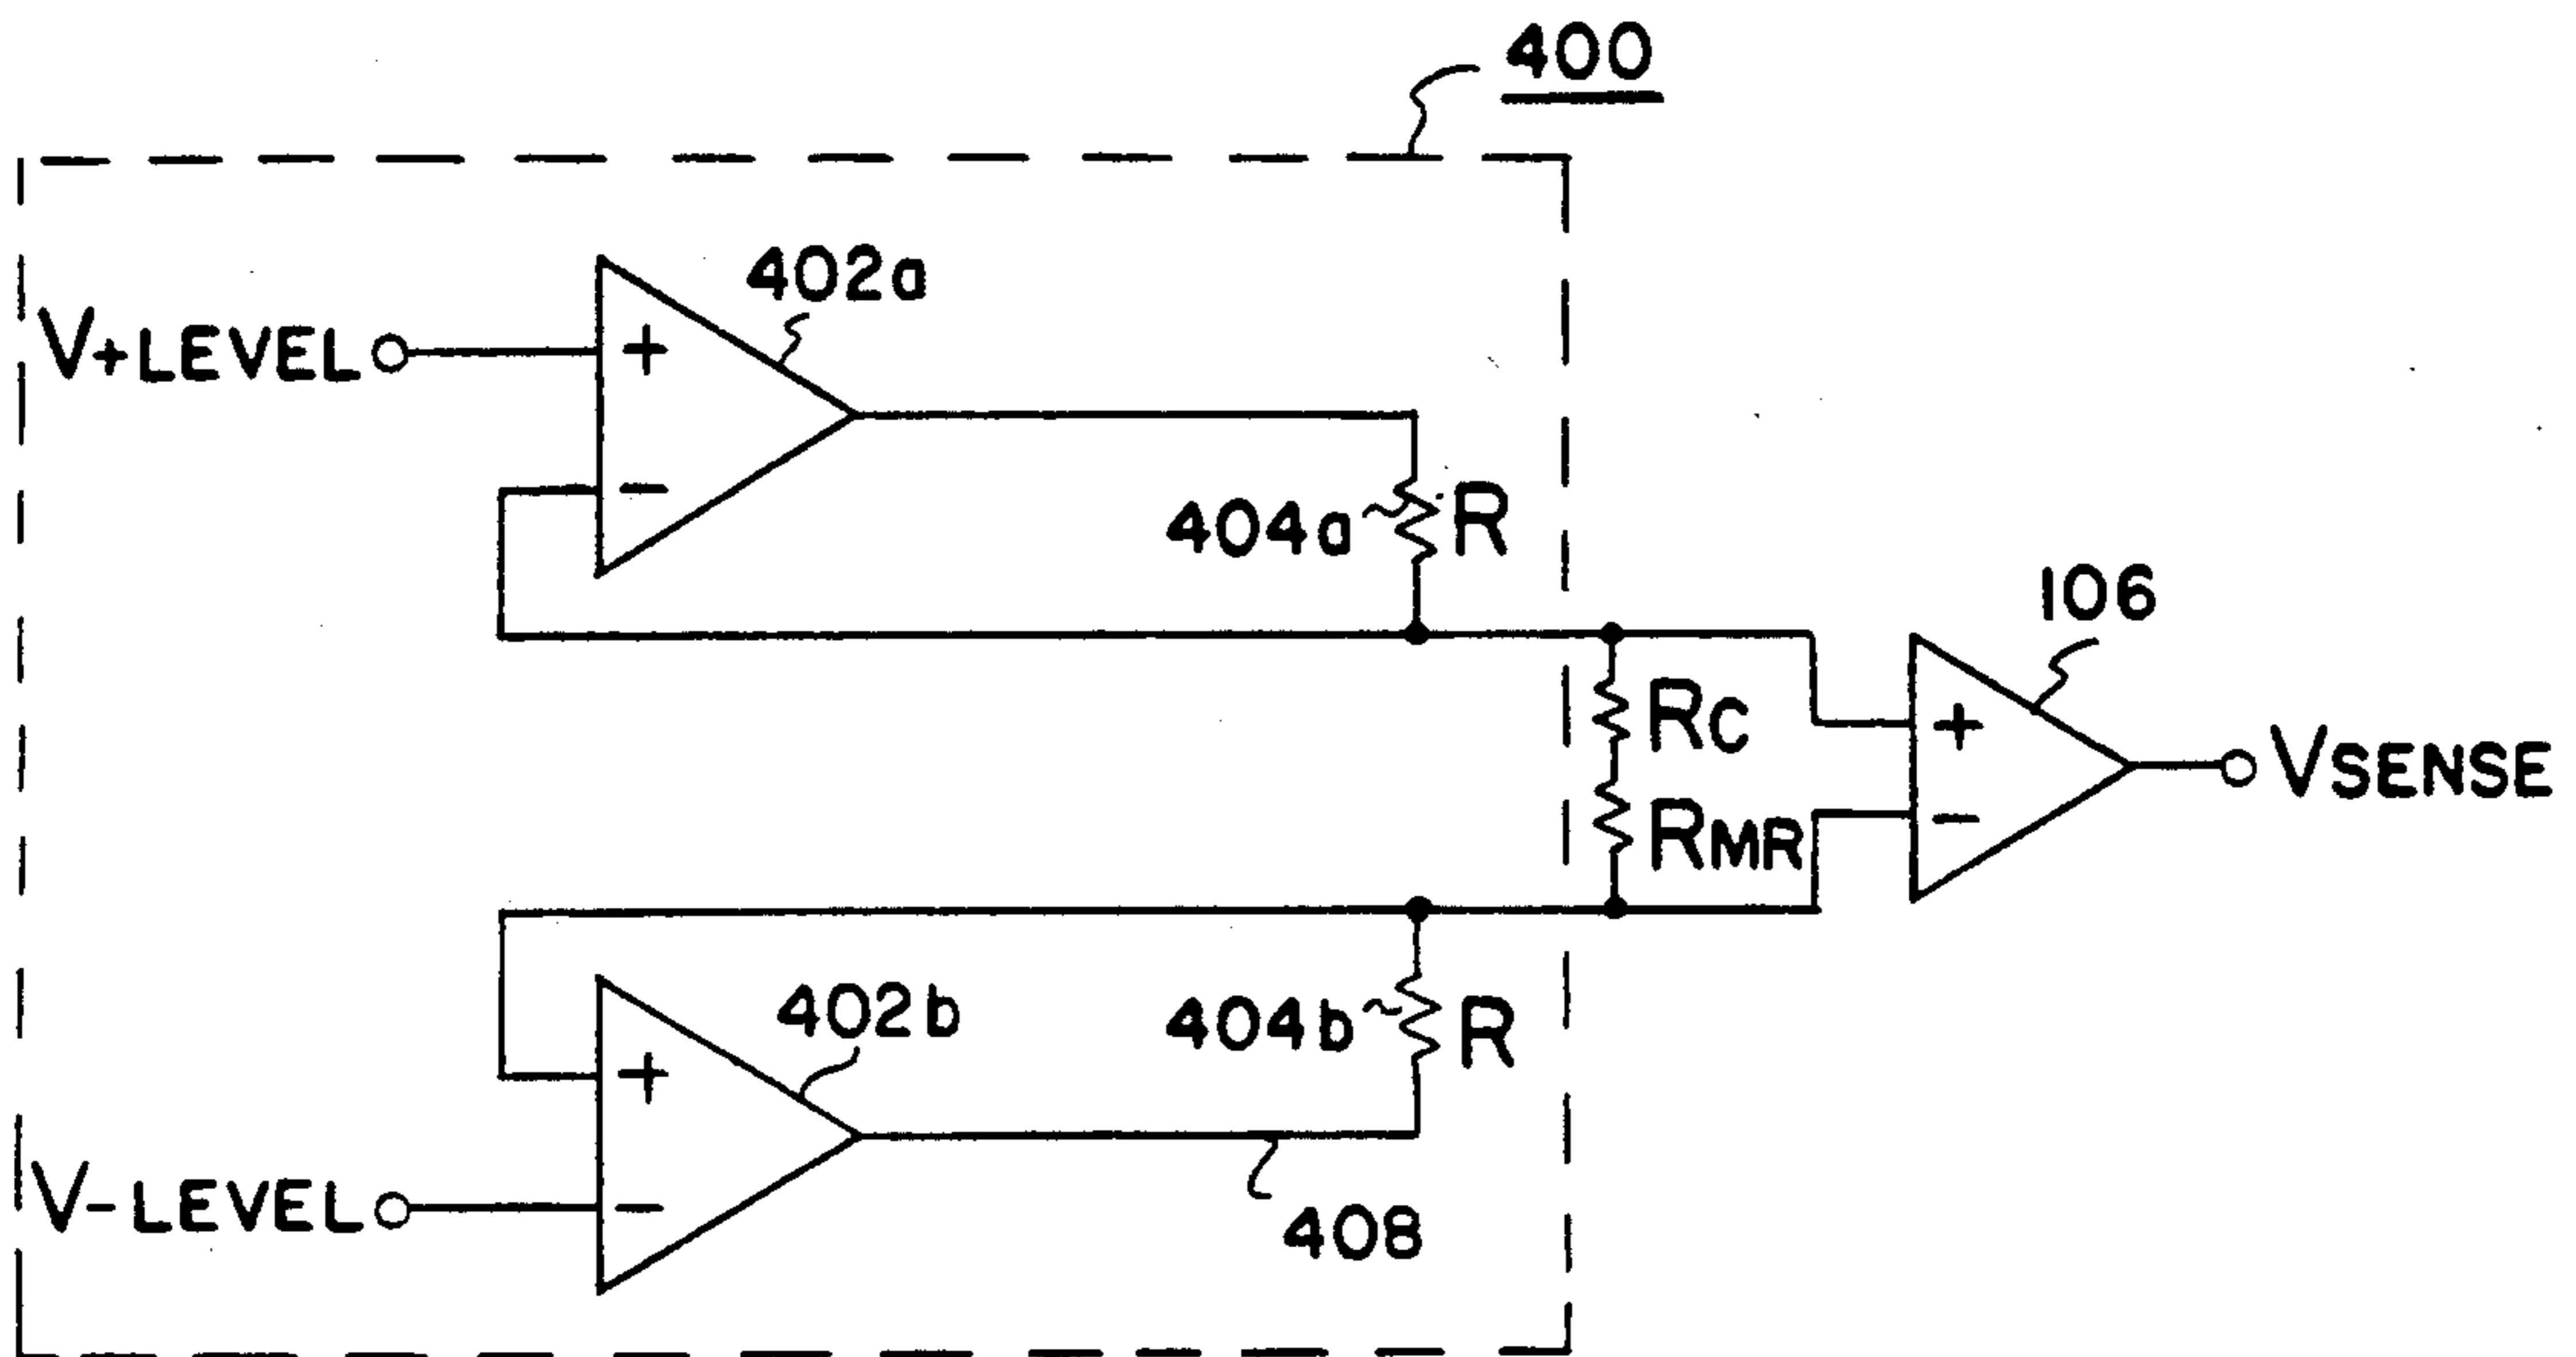 400
402a
V+LEVEL
+
-
404a
R
106
RC
+
VSENSE
RMR
-
402b
404b
R
+
V-LEVEL
-
408